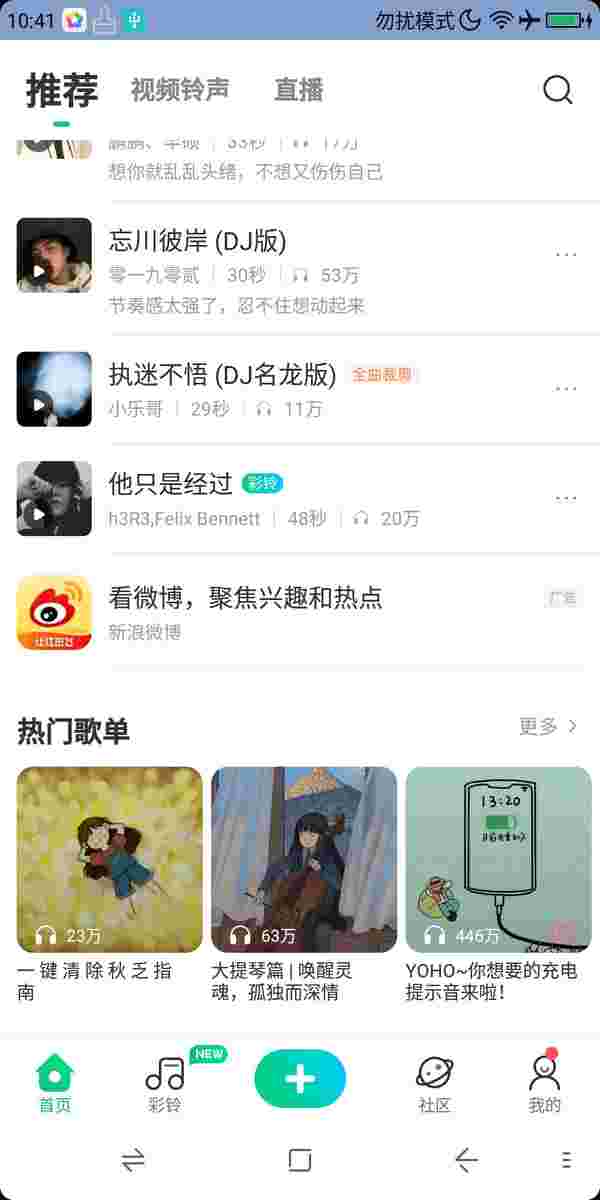 10:41
勿扰模式
推荐 视频铃声 直播
想你就乱乱头绪，不想又伤伤自己
忘川彼岸 (DJ版)
零一九零贰 30秒 53万
节奏感太强了，忍不住想动起来
执迷不悟 (DJ名龙版) 全曲裁剪
小乐哥 29秒 11万
他只是经过 彩铃
h3R3,Felix Bennett 48秒 20万
看微博，聚焦兴趣和热点 广告
新浪微博
热门歌单 更多
13:20
23万 63万 446万
一键清除秋乏指南
大提琴篇 | 唤醒灵魂，孤独而深情
YOHO~你想要的充电提示音来啦！
NEW
首页 彩铃 社区 我的